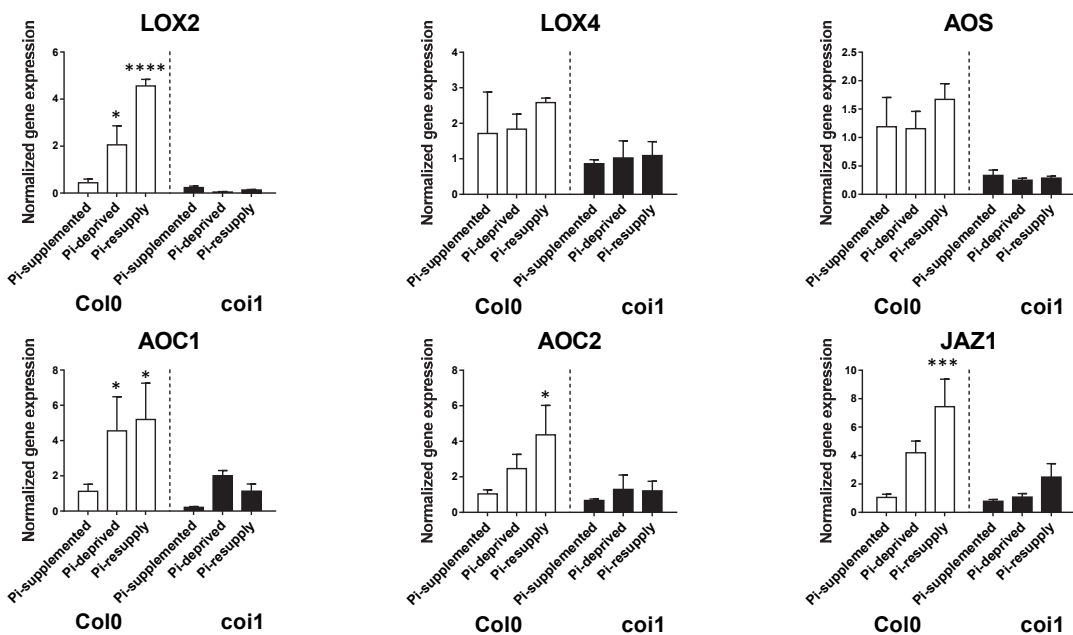 LOX2
Normalized gene expression
6
4
2
0
*
****
Pi-supplemented
Pi-deprived
Pi-resupply
Pi-supplemented
Pi-deprived
Pi-resupply
Col0 coi1
LOX4
Normalized gene expression
4
3
2
1
0
Pi-supplemented
Pi-deprived
Pi-resupply
Pi-supplemented
Pi-deprived
Pi-resupply
Col0 coi1
AOS
Normalized gene expression
2.5
2.0
1.5
1.0
0.5
0.0
Pi-supplemented
Pi-deprived
Pi-resupply
Pi-supplemented
Pi-deprived
Pi-resupply
Col0 coi1
AOC1
Normalized gene expression
8
6
4
2
0
*
*
Pi-supplemented
Pi-deprived
Pi-resupply
Pi-supplemented
Pi-deprived
Pi-resupply
Col0 coi1
AOC2
Normalized gene expression
8
6
4
2
0
*
Pi-supplemented
Pi-deprived
Pi-resupply
Pi-supplemented
Pi-deprived
Pi-resupply
Col0 coi1
JAZ1
Normalized gene expression
10
8
6
4
2
0
***
Pi-supplemented
Pi-deprived
Pi-resupply
Pi-supplemented
Pi-deprived
Pi-resupply
Col0 coi1